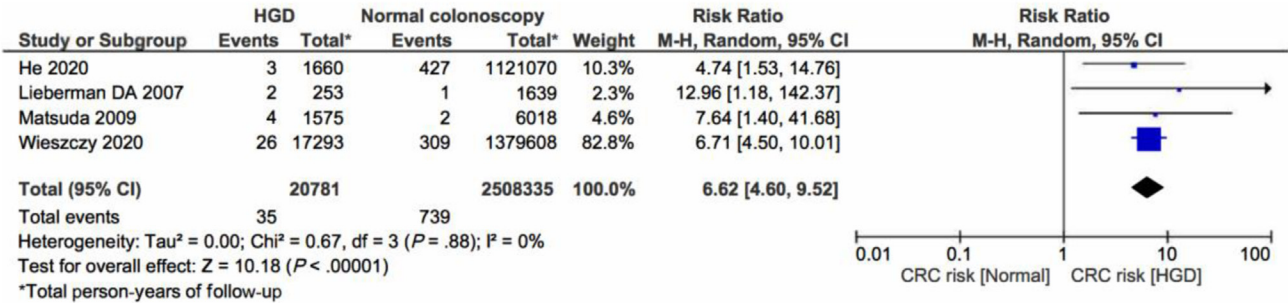 HGD Normal colonoscopy Risk Ratio Risk Ratio
Study or Subgroup Events Total* Events Total* Weight M-H, Random, 95% CI M-H, Random, 95% CI
He 2020 3 1660 427 1121070 10.3% 4.74 [1.53, 14.76]
Lieberman DA 2007 2 253 1 1639 2.3% 12.96 [1.18, 142.37]
Matsuda 2009 4 1575 2 6018 4.6% 7.64 [1.40, 41.68]
Wieszczy 2020 26 17293 309 1379608 82.8% 6.71 [4.50, 10.01]
Total (95% CI) 20781 2508335 100.0% 6.62 [4.60, 9.52]
Total events 35 739
Heterogeneity: Tau² = 0.00; Chi² = 0.67, df = 3 (P = .88); I² = 0%
Test for overall effect: Z = 10.18 (P < .00001)
*Total person-years of follow-up
0.01 0.1 1 10 100
CRC risk [Normal] CRC risk [HGD]